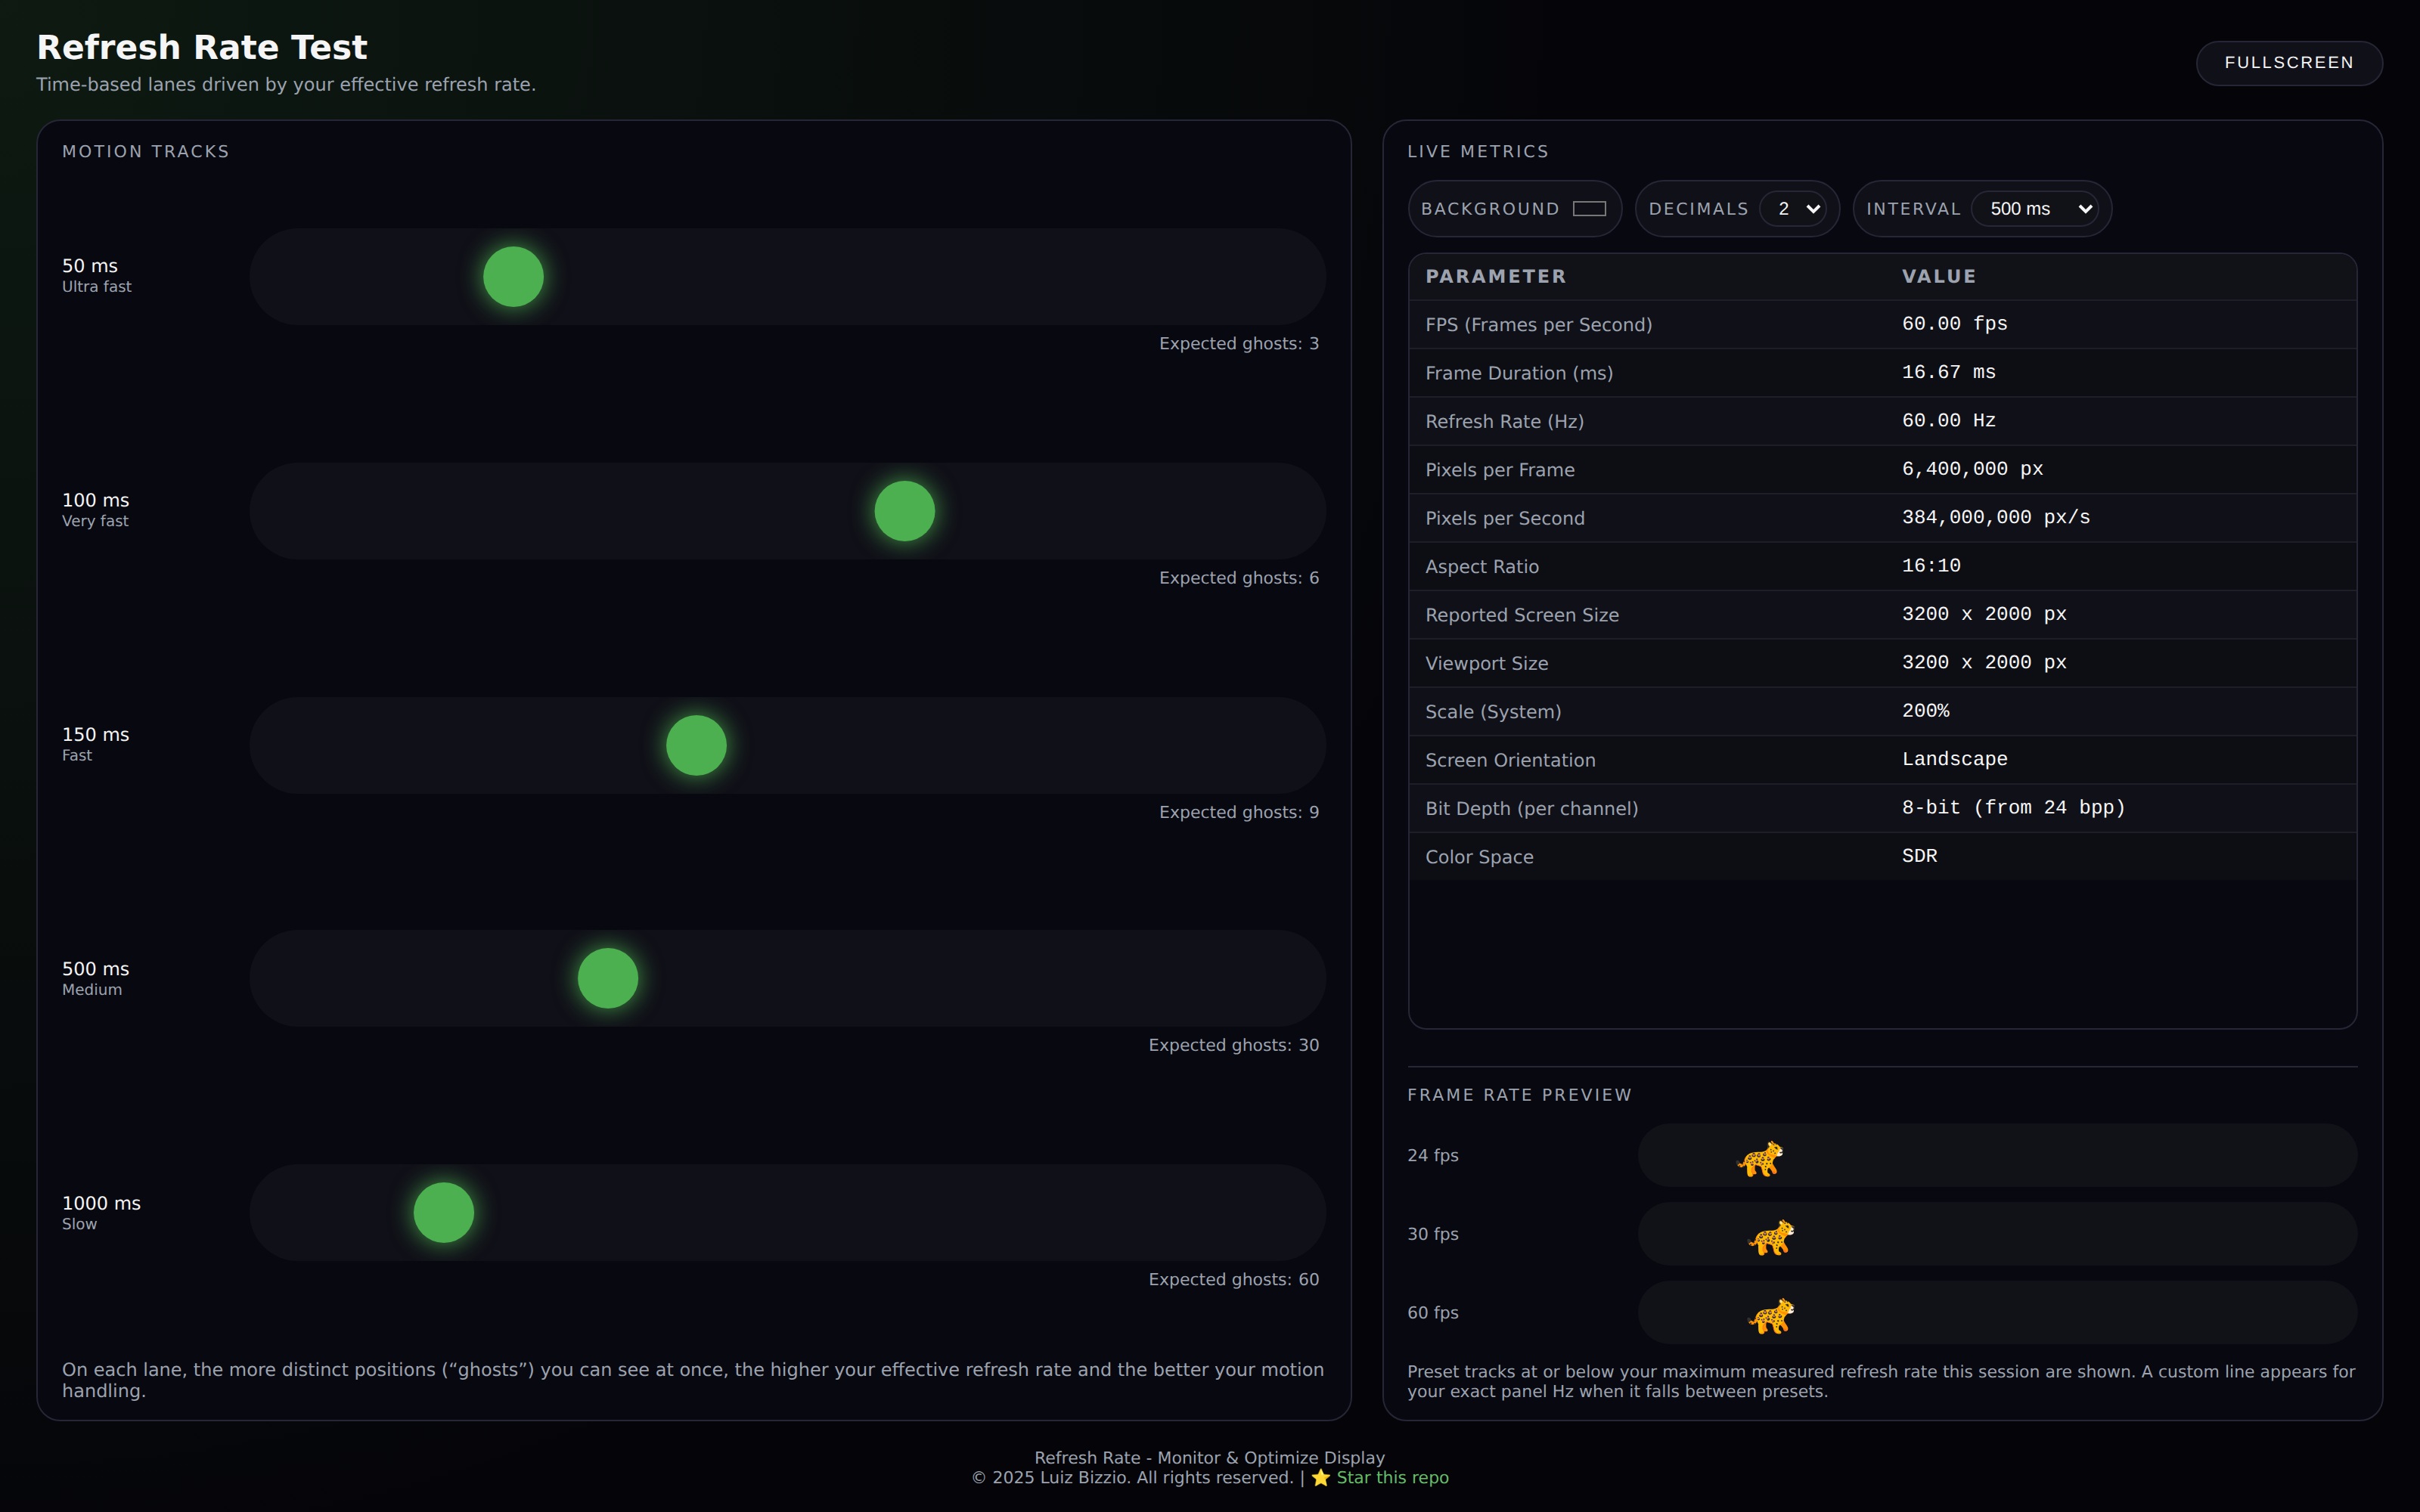 Refresh Rate Test
Time-based lanes driven by your effective refresh rate.
FULLSCREEN
MOTION TRACKS
50 ms
Ultra fast
Expected ghosts: 3
100 ms
Very fast
Expected ghosts: 6
150 ms
Fast
Expected ghosts: 9
500 ms
Medium
Expected ghosts: 30
1000 ms
Slow
Expected ghosts: 60
On each lane, the more distinct positions (“ghosts”) you can see at once, the higher your effective refresh rate and the better your motion
handling.
LIVE METRICS
BACKGROUND DECIMALS 2 INTERVAL 500 ms
PARAMETER VALUE
FPS (Frames per Second) 60.00 fps
Frame Duration (ms) 16.67 ms
Refresh Rate (Hz) 60.00 Hz
Pixels per Frame 6,400,000 px
Pixels per Second 384,000,000 px/s
Aspect Ratio 16:10
Reported Screen Size 3200 x 2000 px
Viewport Size 3200 x 2000 px
Scale (System) 200%
Screen Orientation Landscape
Bit Depth (per channel) 8-bit (from 24 bpp)
Color Space SDR
FRAME RATE PREVIEW
24 fps
30 fps
60 fps
Preset tracks at or below your maximum measured refresh rate this session are shown. A custom line appears for
your exact panel Hz when it falls between presets.
Refresh Rate - Monitor & Optimize Display
© 2025 Luiz Bizzio. All rights reserved. | ⭐ Star this repo